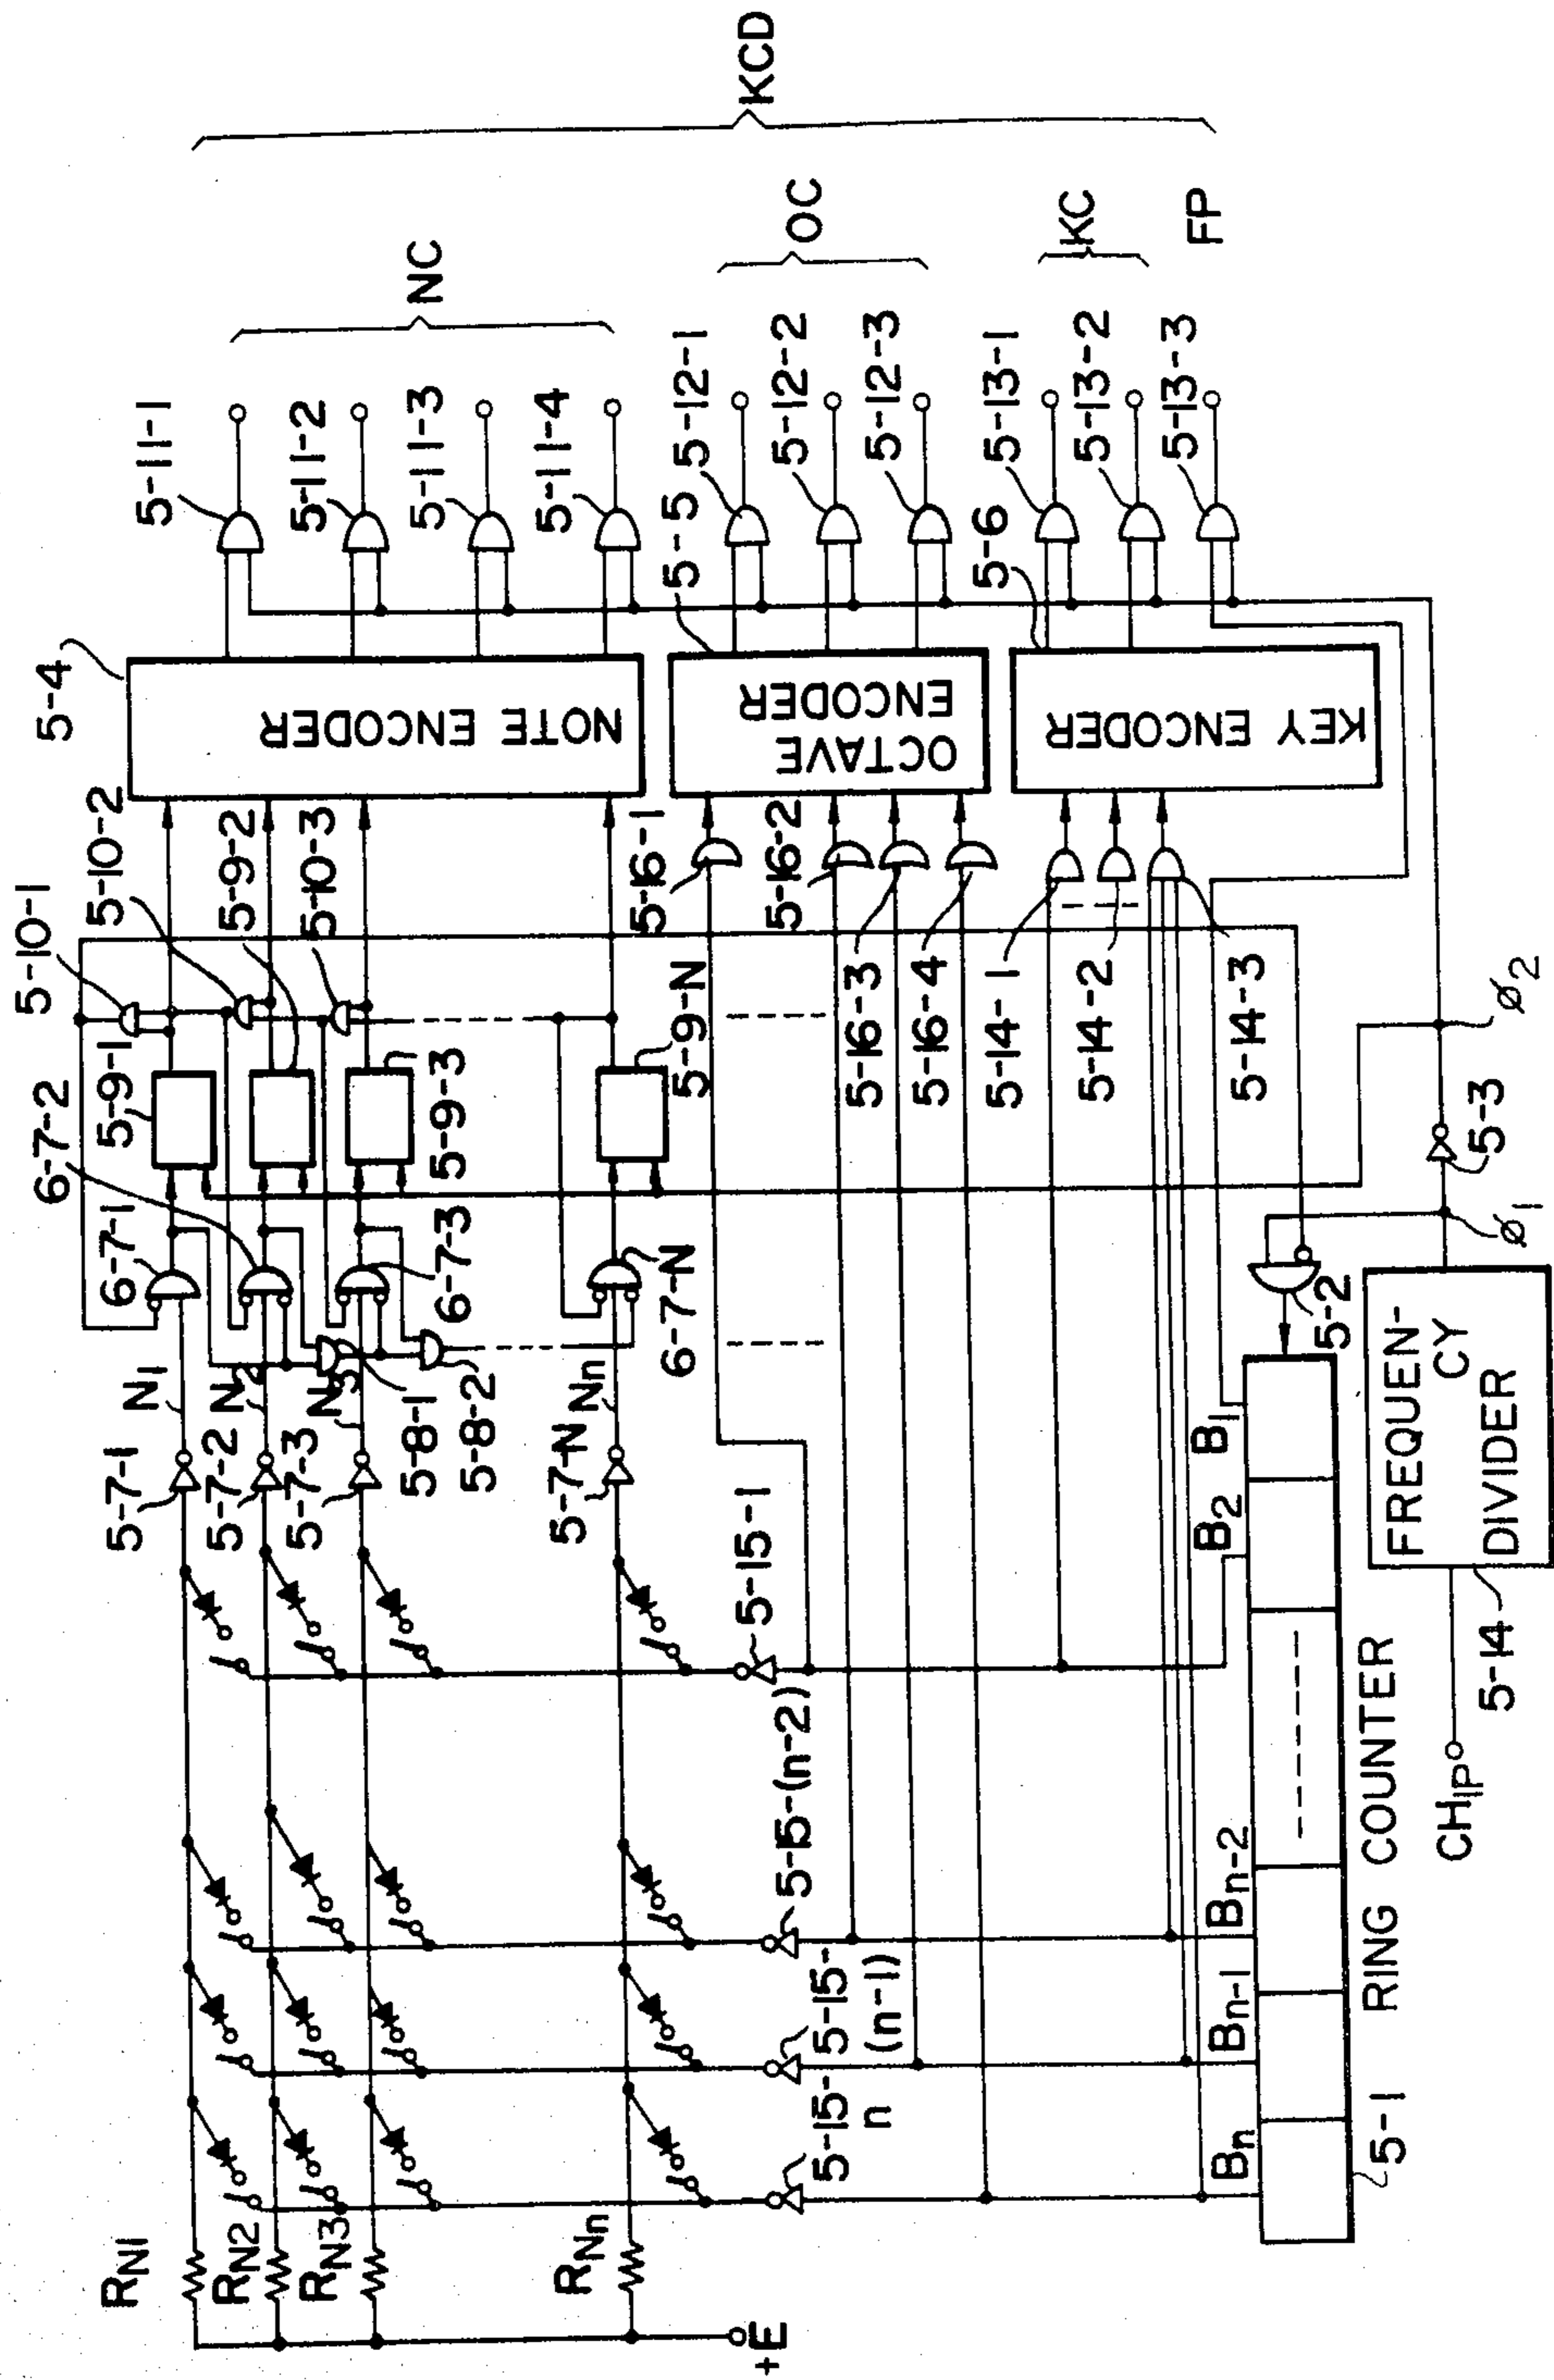 5-11-1
5-11-2
5-11-3
5-11-4
NC
KCD
5-12-1
5-12-2
5-12-3
OC
5-13-1
5-13-2
5-13-3
KC
FP
5-4
NOTE ENCODER
5-5
OCTAVE
ENCODER
5-6
KEY ENCODER
5-10-1
5-10-2
5-9-2
5-10-3
5-9-1
5-9-3
5-9-N
5-16-1
5-16-2
5-16-3
5-16-4
5-14-1
5-14-2
5-14-3
6-7-2
6-7-1
6-7-3
6-7-N
N1
N2
N3
Nn
5-8-1
5-8-2
5-7-1
5-7-2
5-7-3
5-7-N
5-15-1
5-15-(n-2)
5-15-
(n-1)
5-15-
n
RN1
RN2
RN3
RNn
+E
Bn
Bn-1
Bn-2
B2
B1
5-1
RING COUNTER
5-2
5-3
ø1
ø2
FREQUEN-
CY
DIVIDER
5-14
CH1P